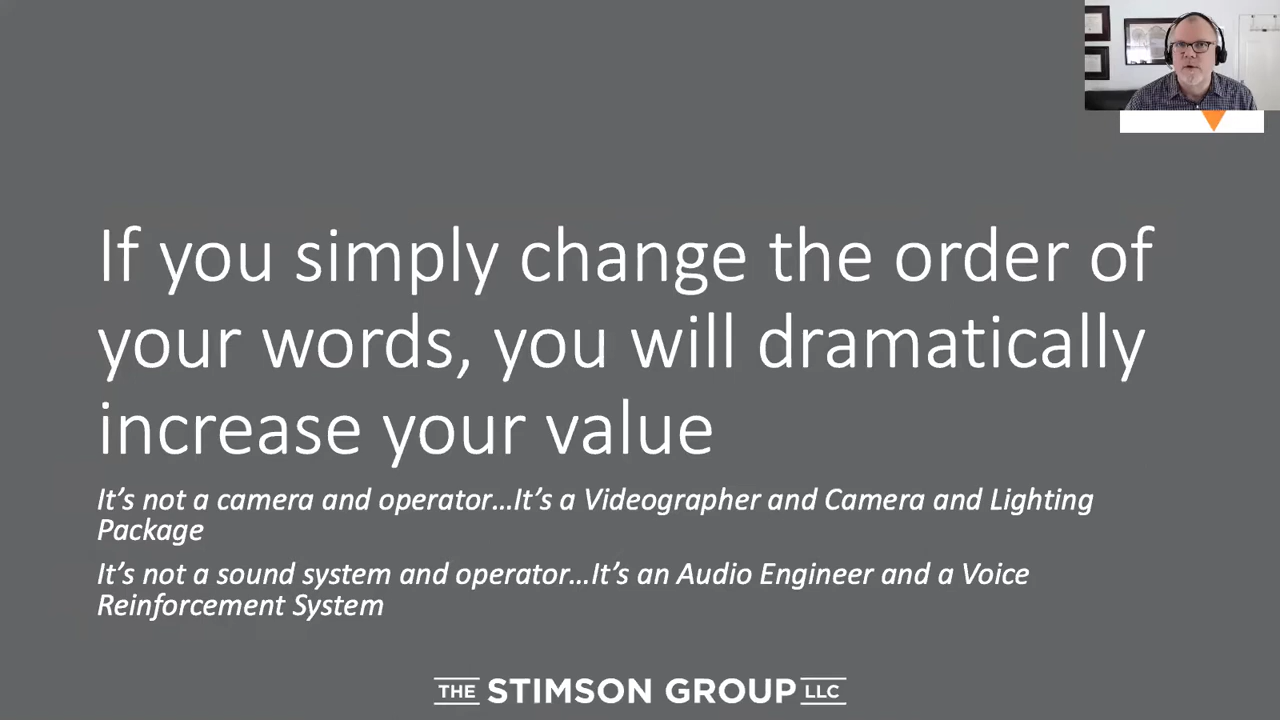 If you simply change the order of
your words, you will dramatically
increase your value
It’s not a camera and operator…It’s a Videographer and Camera and Lighting
Package
It’s not a sound system and operator…It’s an Audio Engineer and a Voice
Reinforcement System
THE STIMSON GROUP LLC